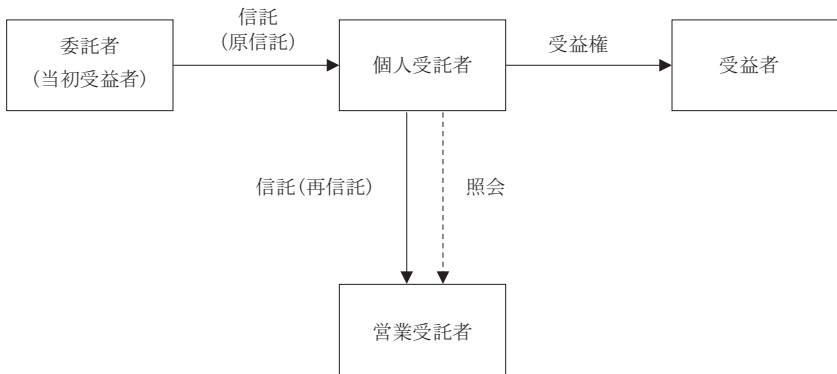 信託
(原信託)
委託者
(当初受益者)
個人受託者
受益権
受益者
信託(再信託)
照会
営業受託者